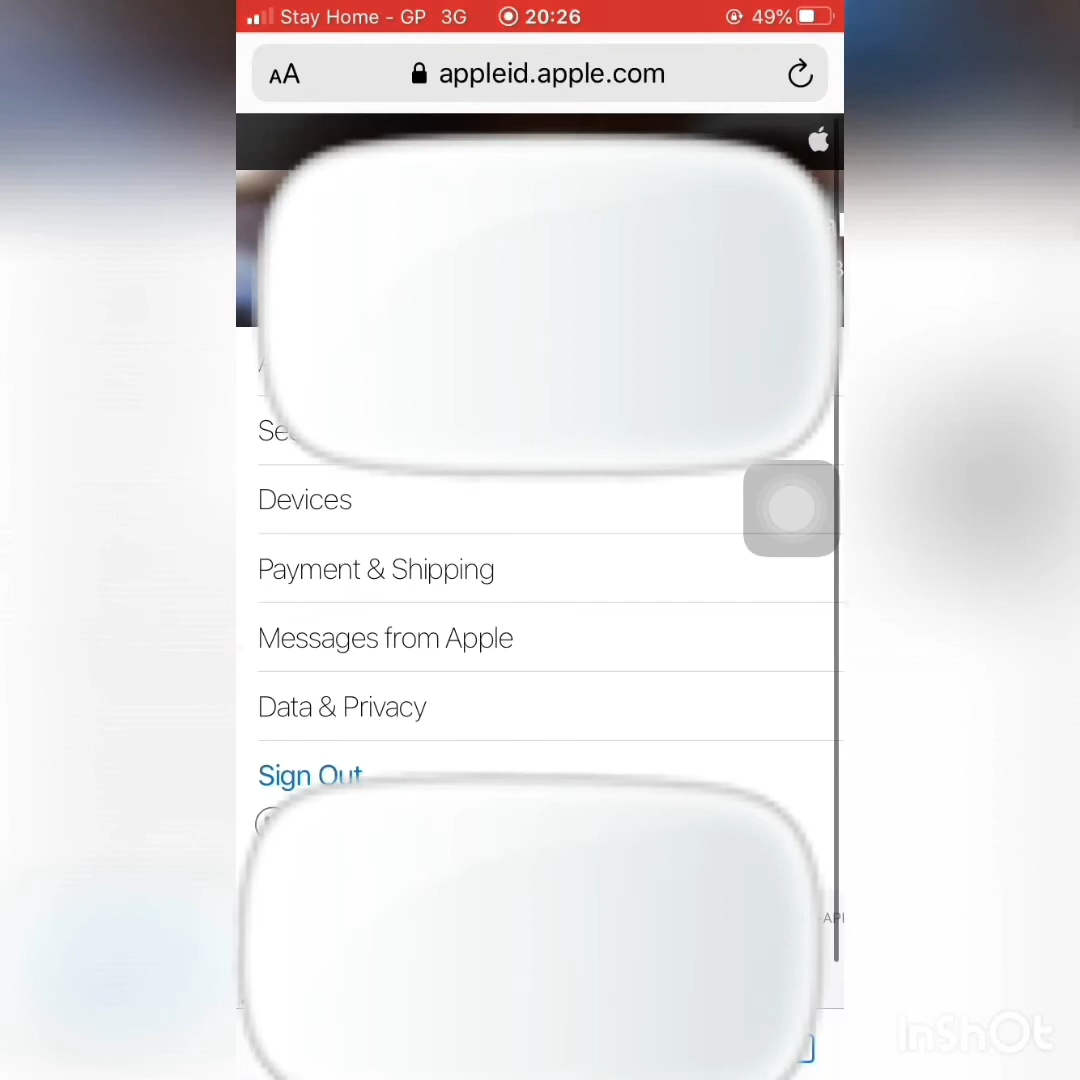 Stay Home - GP 3G 20:26 49%
AA appleid.apple.com
Devices
Payment & Shipping
Messages from Apple
Data & Privacy
Sign Out
InShOt